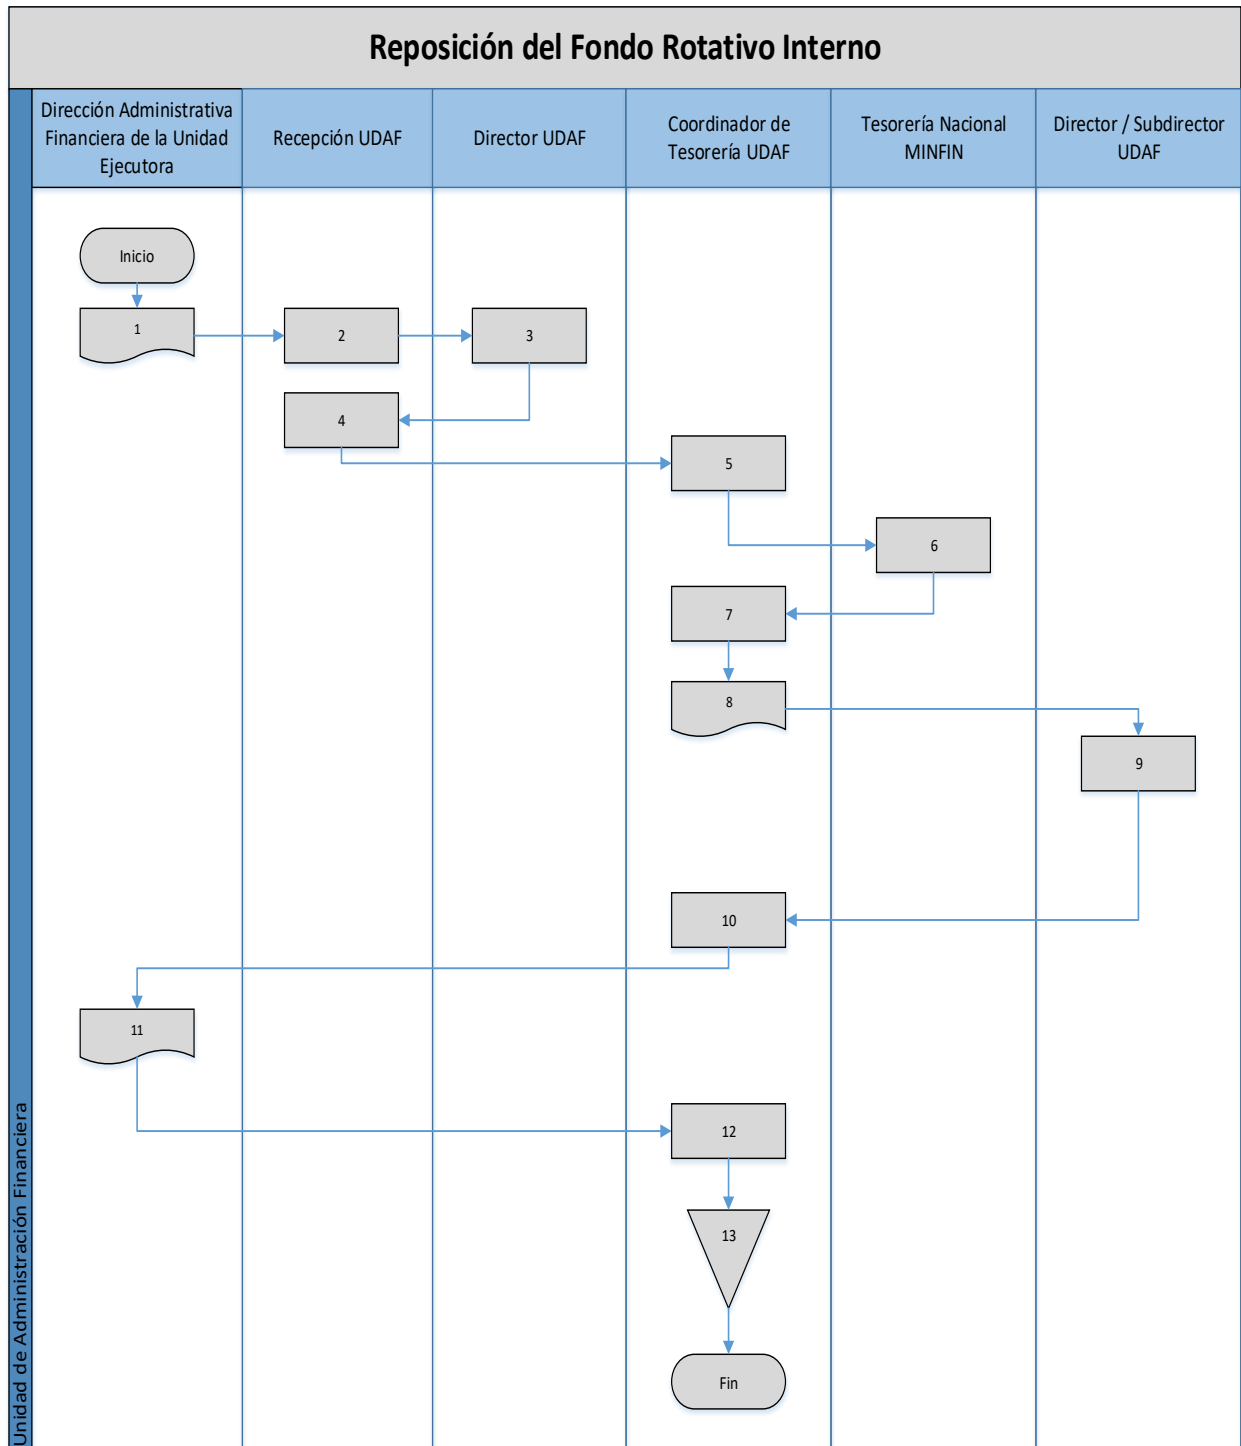 Reposición del Fondo Rotativo Interno
Dirección Administrativa
Financiera de la Unidad
Ejecutora
Recepción UDAF
Director UDAF
Coordinador de
Tesorería UDAF
Tesorería Nacional
MINFIN
Director / Subdirector
UDAF
Inicio
1
2
3
4
5
6
7
8
9
10
11
12
13
Fin
Unidad de Administración Financiera